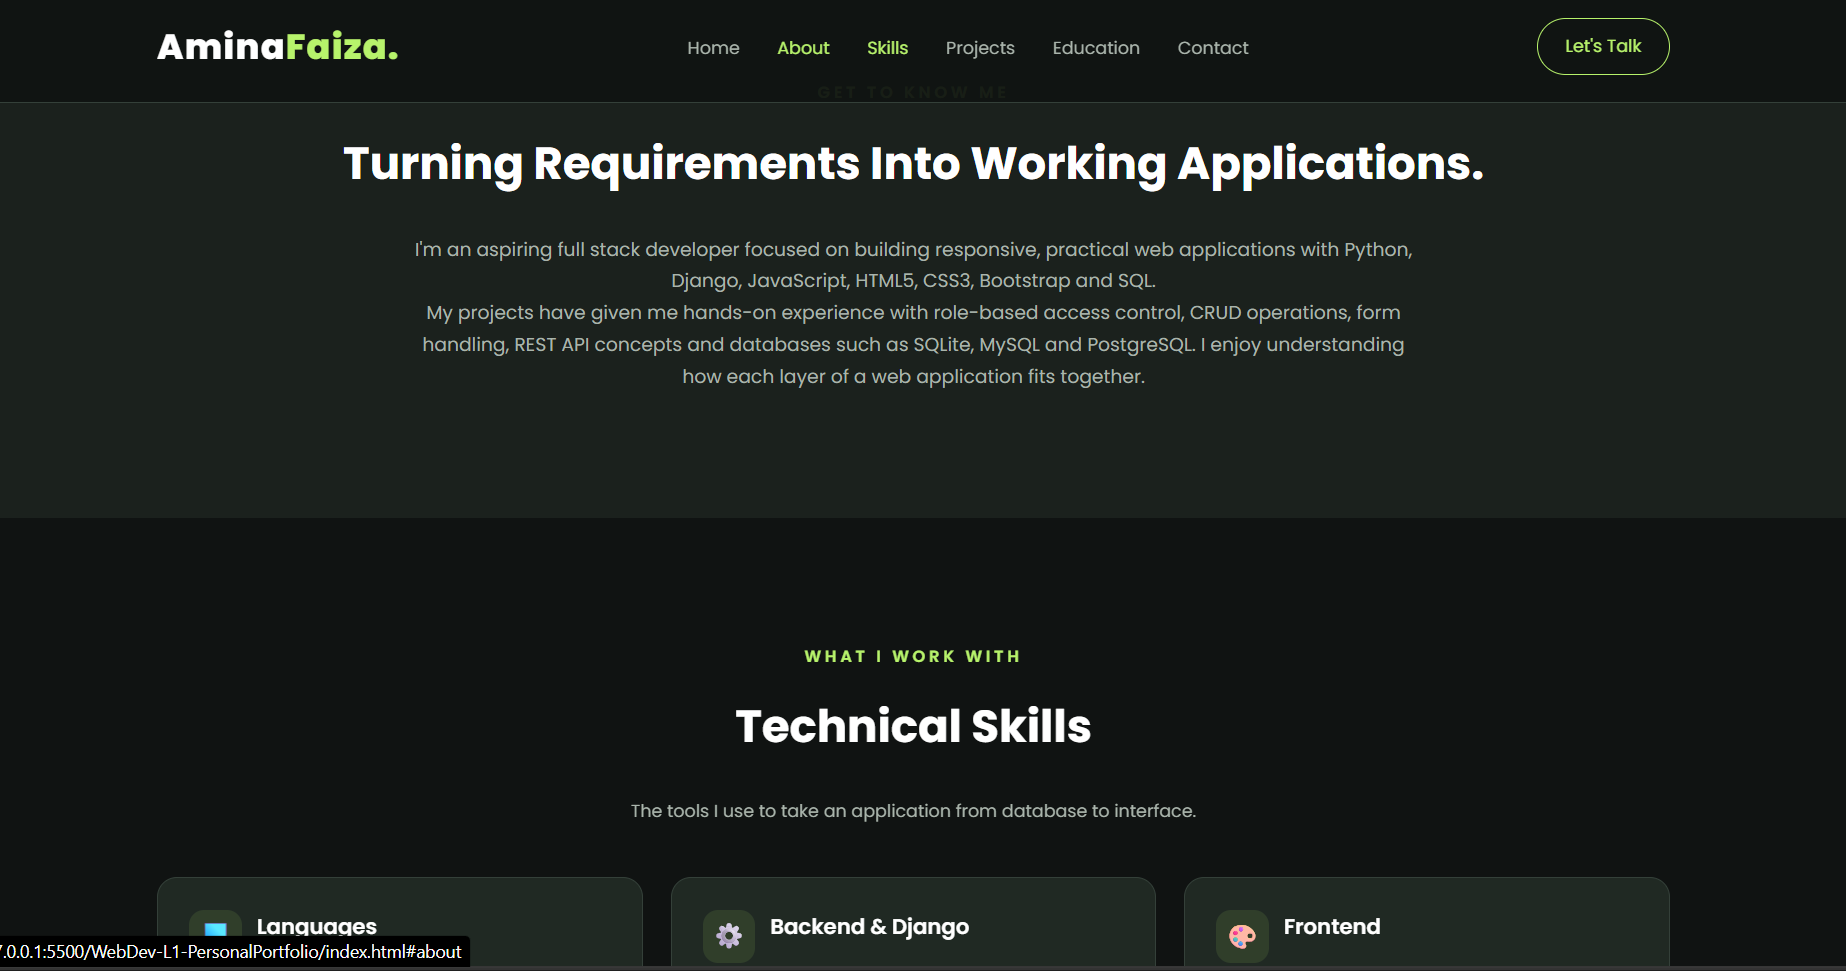 AminaFaiza.
Home About Skills Projects Education Contact
Let's Talk
GET TO KNOW ME
Turning Requirements Into Working Applications.
I'm an aspiring full stack developer focused on building responsive, practical web applications with Python,
Django, JavaScript, HTML5, CSS3, Bootstrap and SQL.
My projects have given me hands-on experience with role-based access control, CRUD operations, form
handling, REST API concepts and databases such as SQLite, MySQL and PostgreSQL. I enjoy understanding
how each layer of a web application fits together.
WHAT I WORK WITH
Technical Skills
The tools I use to take an application from database to interface.
Languages
Backend & Django
Frontend
7.0.0.1:5500/WebDev-L1-PersonalPortfolio/index.html#about